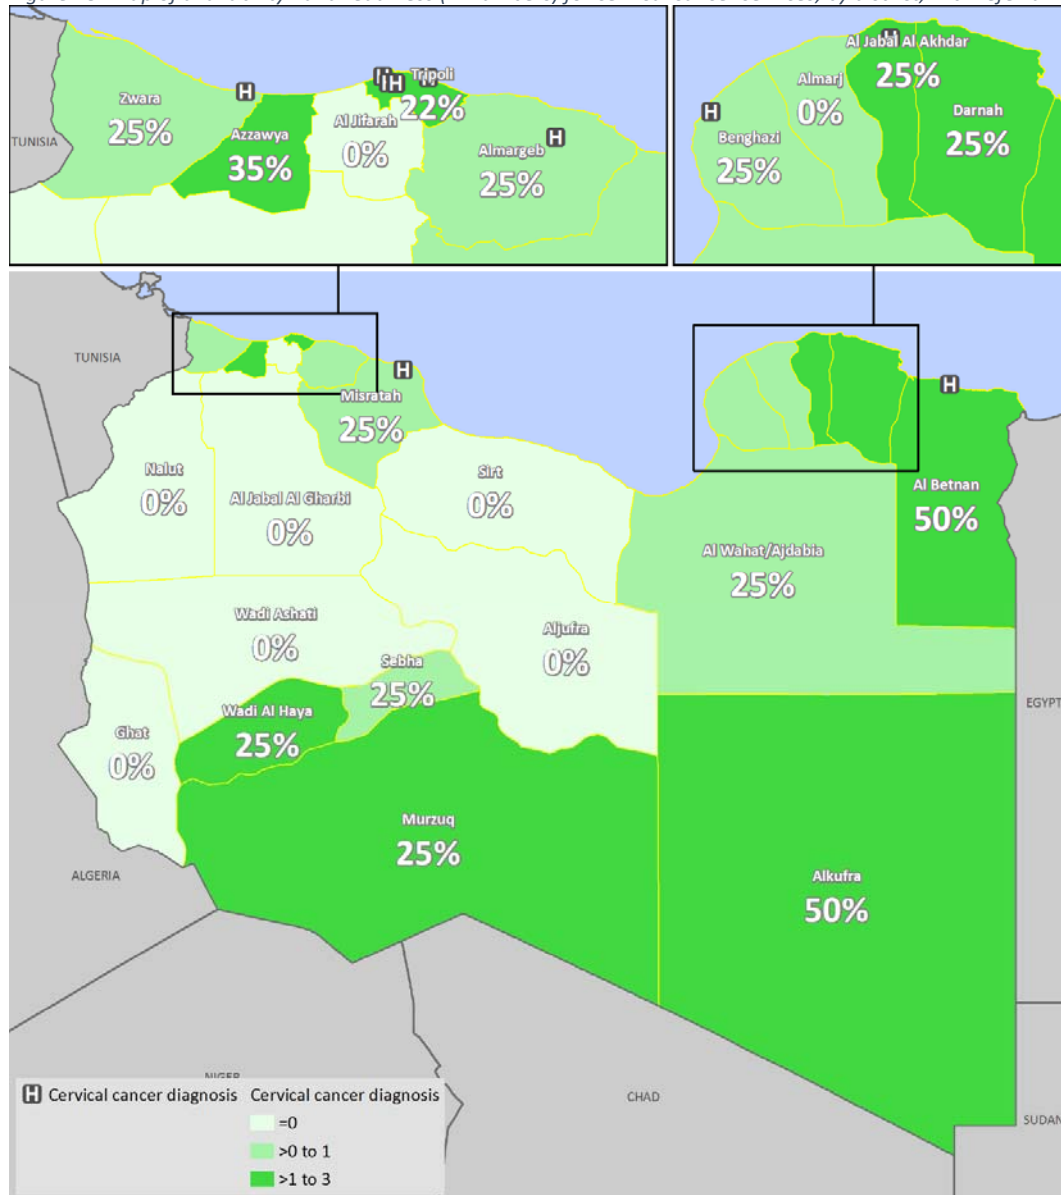 Al Jabal Al Akhdar
25%
Tripoli
22%
Zwara
25%
Almarj
0%
Azzawya
35%
Al Jifarah
0%
Darnah
25%
TUNISIA
Almargeb
25%
Benghazi
25%
H
H
H
H
H
H
TUNISIA
H
H
Misratah
25%
Nalut
0%
Sirt
0%
Al Betnan
50%
Al Jabal Al Gharbi
0%
Al Wahat/Ajdabia
25%
Wadi Ashati
0%
Aljufra
0%
Sebha
25%
EGYPT
Wadi Al Haya
25%
Ghat
0%
Murzuq
25%
ALGERIA
Alkufra
50%
NIGER
CHAD
SUDAN
H Cervical cancer diagnosis
Cervical cancer diagnosis
=0
>0 to 1
>1 to 3